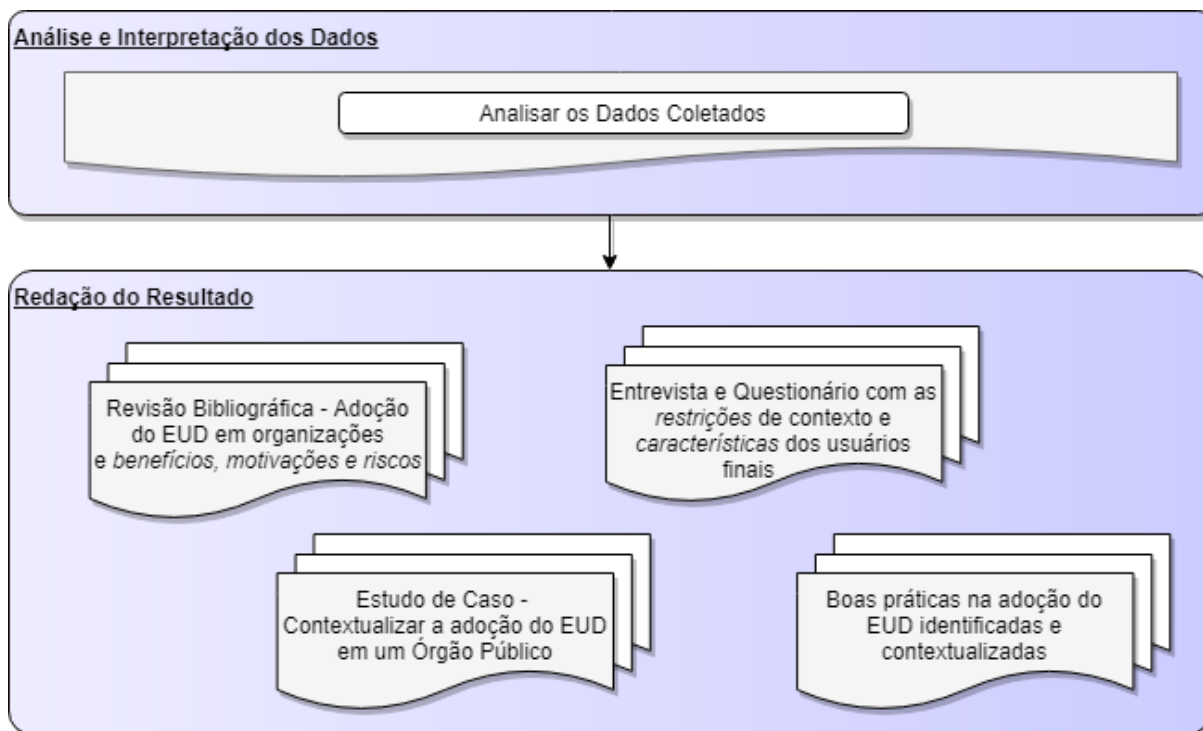 Análise e Interpretação dos Dados
Analisar os Dados Coletados
Redação do Resultado
Revisão Bibliográfica - Adoção
do EUD em organizações
e benefícios, motivações e riscos
Entrevista e Questionário com as
restrições de contexto e
características dos usuários
finais
Estudo de Caso -
Contextualizar a adoção do EUD
em um Órgão Público
Boas práticas na adoção do
EUD identificadas e
contextualizadas